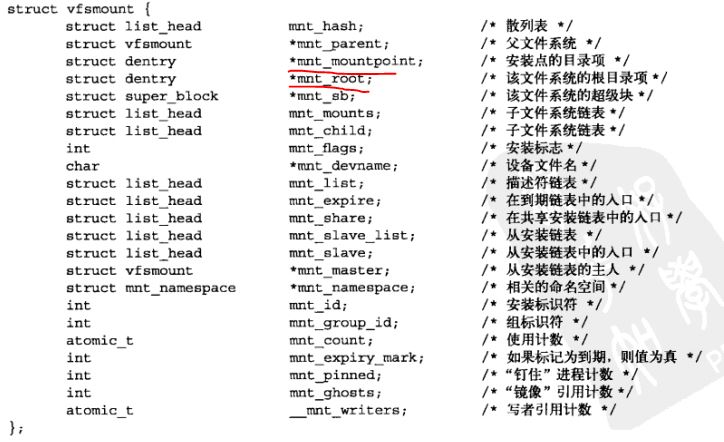 struct vfsmount {
struct list_head mnt_hash; /* 散列表 */
struct vfsmount *mnt_parent; /* 父文件系统 */
struct dentry *mnt_mountpoint; /* 安装点的目录项 */
struct dentry *mnt_root; /* 该文件系统的根目录项 */
struct super_block *mnt_sb; /* 该文件系统的超级块 */
struct list_head mnt_mounts; /* 子文件系统链表 */
struct list_head mnt_child; /* 子文件系统链表 */
int mnt_flags; /* 安装标志 */
char *mnt_devname; /* 设备文件名 */
struct list_head mnt_list; /* 描述符链表 */
struct list_head mnt_expire; /* 在到期链表中的入口 */
struct list_head mnt_share; /* 在共享安装链表中的入口 */
struct list_head mnt_slave_list; /* 从安装链表 */
struct list_head mnt_slave; /* 从安装链表中的入口 */
struct vfsmount *mnt_master; /* 从安装链表的主人 */
struct mnt_namespace *mnt_namespace; /* 相关的命名空间 */
int mnt_id; /* 安装标识符 */
int mnt_group_id; /* 组标识符 */
atomic_t mnt_count; /* 使用计数 */
int mnt_expiry_mark; /* 如果标记为到期，则值为真 */
int mnt_pinned; /* “钉住”进程计数 */
int mnt_ghosts; /* “镜像”引用计数 */
atomic_t __mnt_writers; /* 写者引用计数 */
};